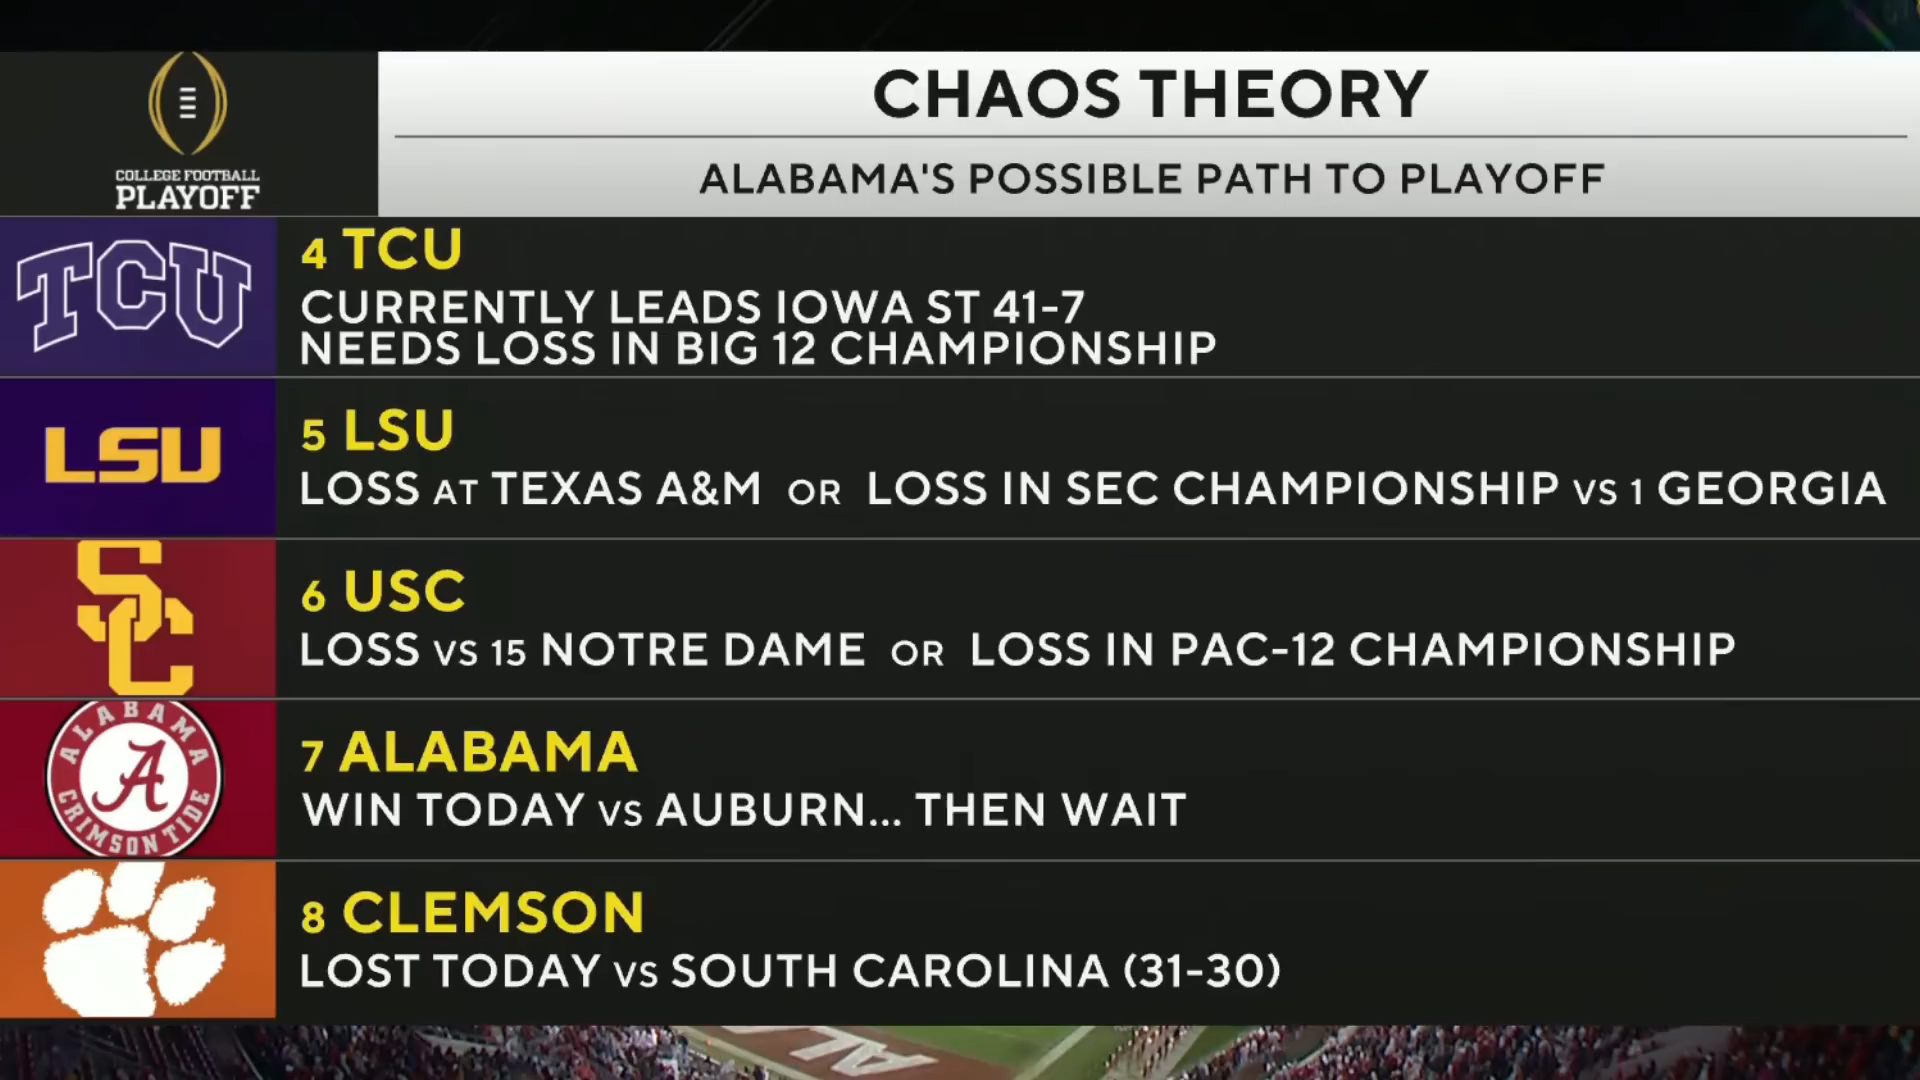 COLLEGE FOOTBALL
PLAYOFF
CHAOS THEORY
ALABAMA'S POSSIBLE PATH TO PLAYOFF
TCU
4 TCU
CURRENTLY LEADS IOWA ST 41-7
NEEDS LOSS IN BIG 12 CHAMPIONSHIP
LSU
5 LSU
LOSS AT TEXAS A&M OR LOSS IN SEC CHAMPIONSHIP VS 1 GEORGIA
SC
6 USC
LOSS VS 15 NOTRE DAME OR LOSS IN PAC-12 CHAMPIONSHIP
ALABAMA
A
CRIMSON TIDE
7 ALABAMA
WIN TODAY VS AUBURN... THEN WAIT
8 CLEMSON
LOST TODAY VS SOUTH CAROLINA (31-30)